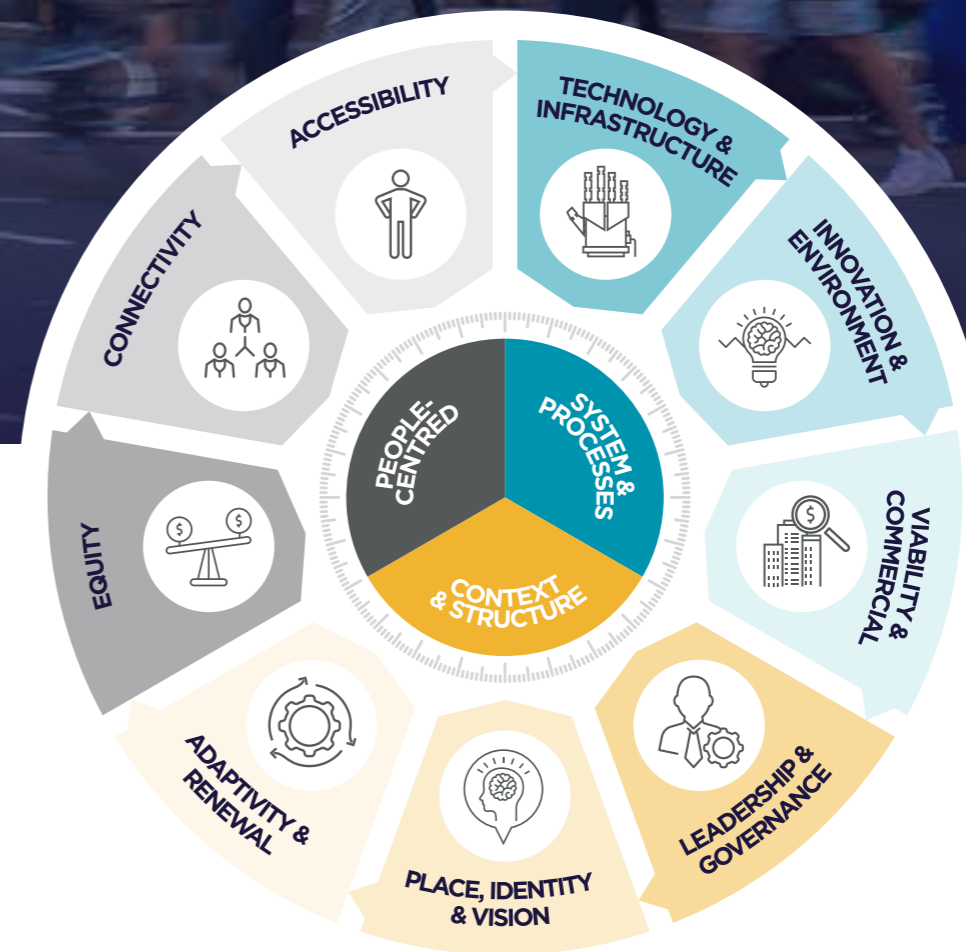 ACCESSIBILITY
TECHNOLOGY &
INFRASTRUCTURE
INNOVATION &
ENVIRONMENT
VIABILITY &
COMMERCIAL
LEADERSHIP &
GOVERNANCE
PLACE, IDENTITY
& VISION
ADAPTIVITY &
RENEWAL
EQUITY
CONNECTIVITY
PEOPLE-
CENTRED
SYSTEM &
PROCESSES
CONTEXT
& STRUCTURE
$
$
$